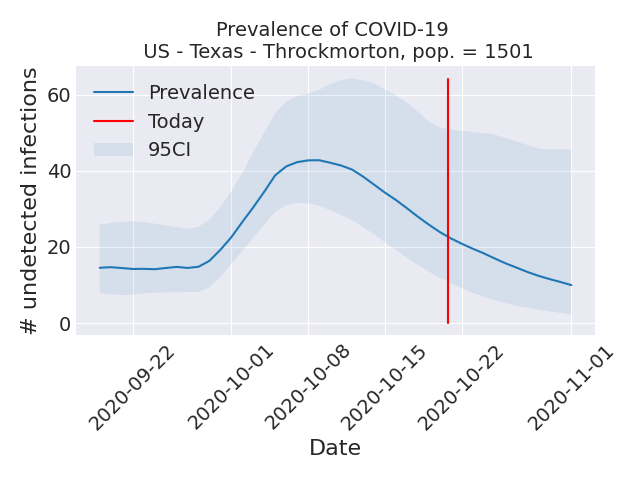 Prevalence of COVID-19
US - Texas - Throckmorton, pop. = 1501
# undetected infections
60
40
20
0
Prevalence
Today
95CI
2020-09-22
2020-10-01
2020-10-08
2020-10-15
2020-10-22
2020-11-01
Date